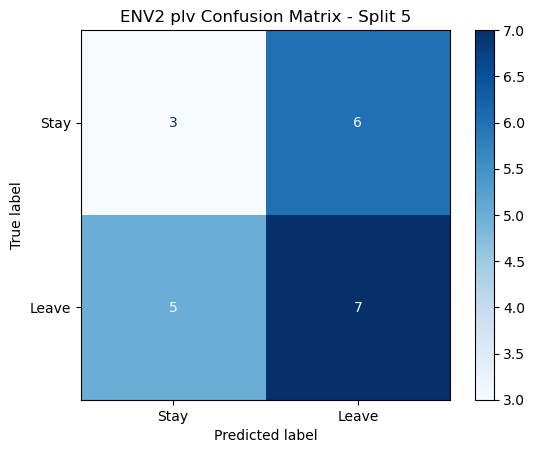 ENV2 plv Confusion Matrix - Split 5
True label
Stay
Leave
3
6
5
7
Stay
Leave
Predicted label
7.0
6.5
6.0
5.5
5.0
4.5
4.0
3.5
3.0